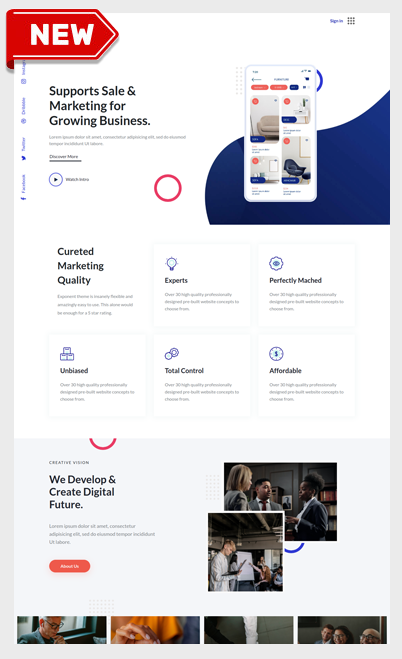 NEW
Sign in
Instagram
Dribbble
Twitter
Facebook
Supports Sale &
Marketing for
Growing Business.
Lorem ipsum dolor sit amet, consectetur adipiscing elit, sed do eiusmod
tempor incididunt Ut labore.
Discover More
Watch Intro
FURNITURE
Cureted
Marketing
Quality
Exponent theme is insanely flexible and
amazingly easy to use. This alone would
be enough for a 5 star rating.
Experts
Over 30 high quality professionally
designed pre-built website concepts to
choose from.
Perfectly Mached
Over 30 high quality professionally
designed pre-built website concepts to
choose from.
Unbiased
Over 30 high quality professionally
designed pre-built website concepts to
choose from.
Total Control
Over 30 high quality professionally
designed pre-built website concepts to
choose from.
Affordable
Over 30 high quality professionally
designed pre-built website concepts to
choose from.
CREATIVE VISION
We Develop &
Create Digital
Future.
Lorem ipsum dolor sit amet, consectetur
adipisicing elit, sed do eiusmod incididunt
Ut labore.
About Us